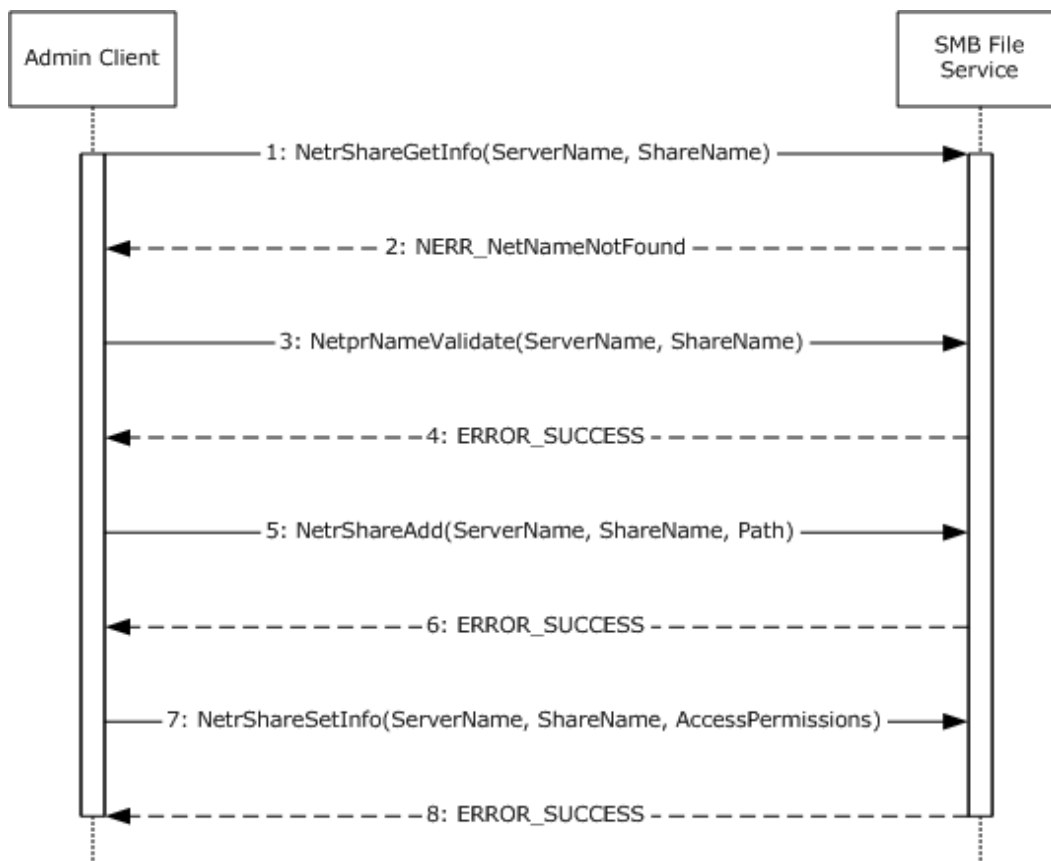 Admin Client
SMB File
Service
1: NetrShareGetInfo(ServerName, ShareName)
2: NERR_NetNameNotFound
3: NetprNameValidate(ServerName, ShareName)
4: ERROR_SUCCESS
5: NetrShareAdd(ServerName, ShareName, Path)
6: ERROR_SUCCESS
7: NetrShareSetInfo(ServerName, ShareName, AccessPermissions)
8: ERROR_SUCCESS